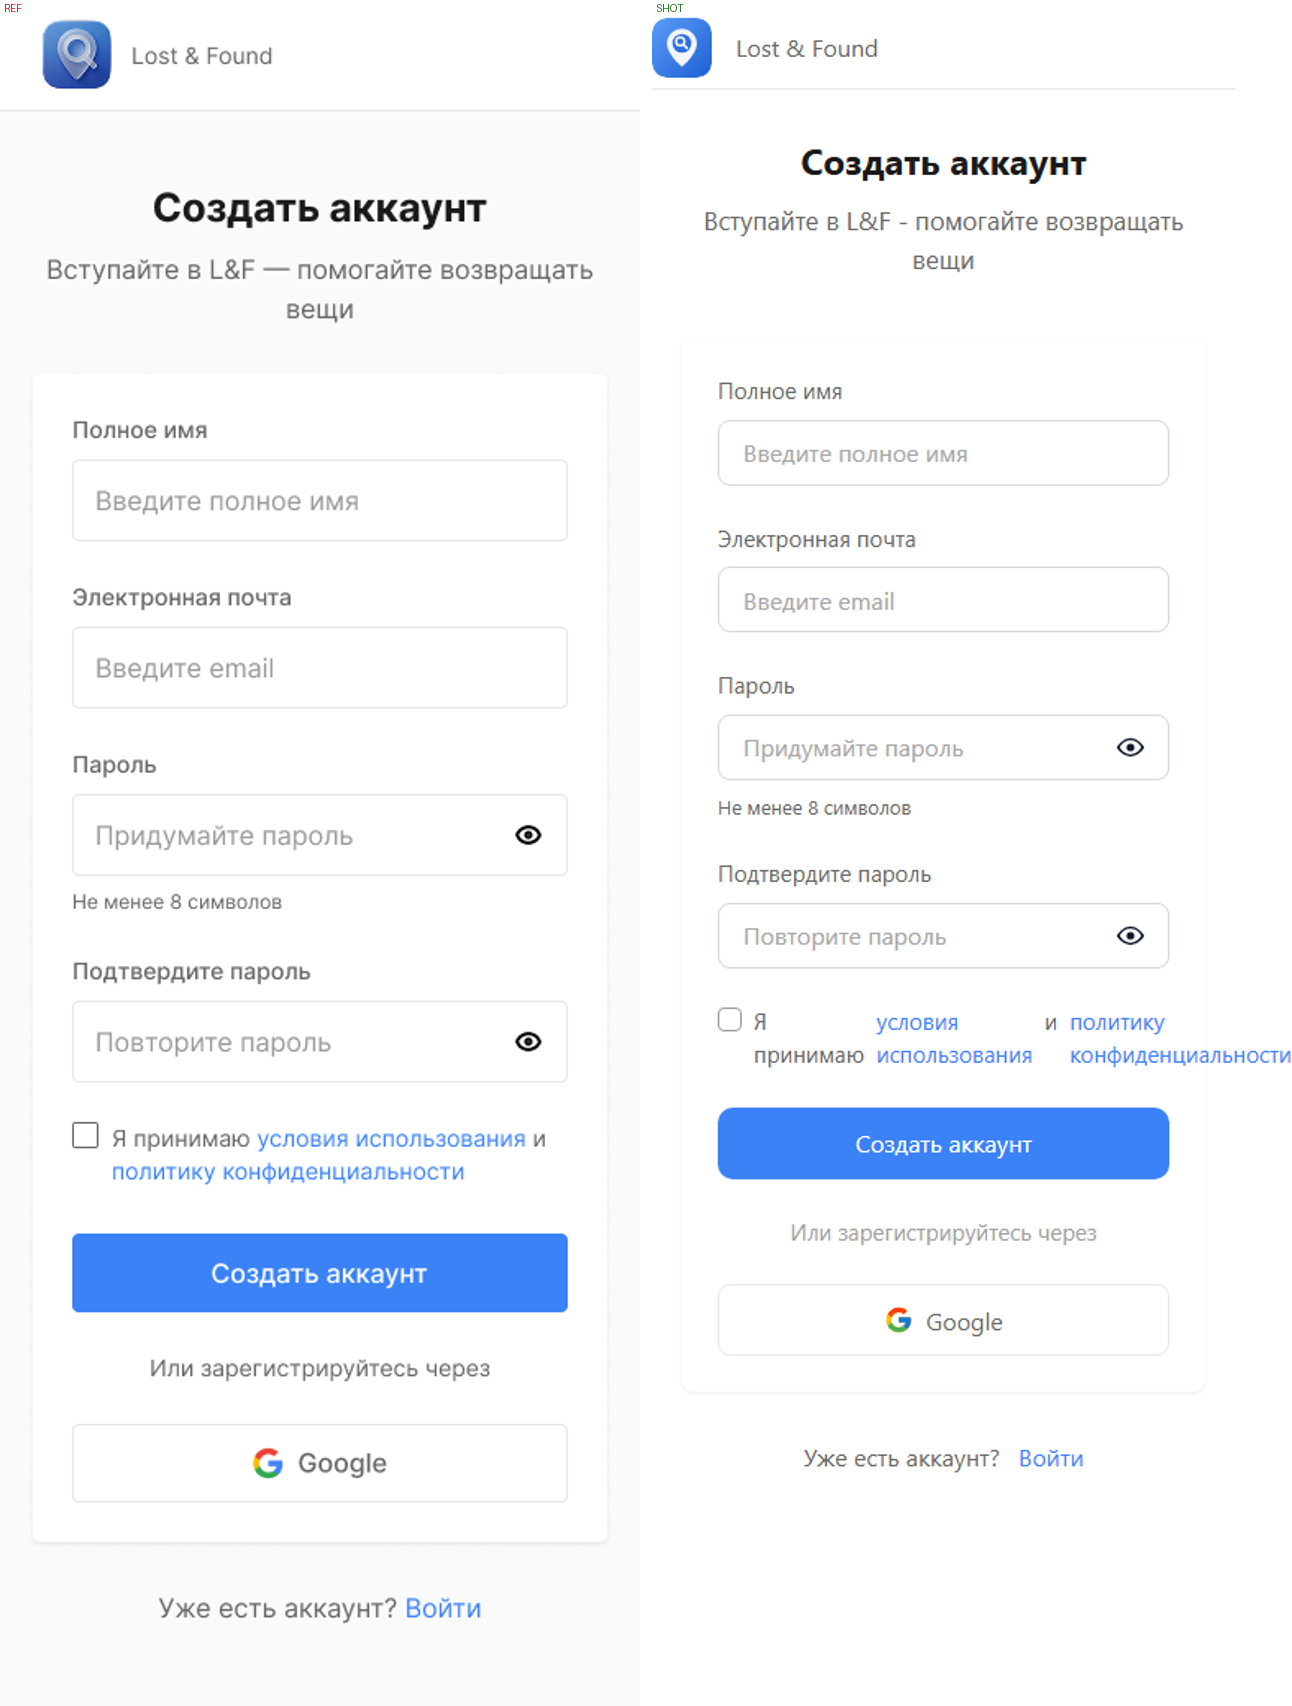 REF
Lost & Found
Создать аккаунт
Вступайте в L&F — помогайте возвращать
вещи
Полное имя
Введите полное имя
Электронная почта
Введите email
Пароль
Придумайте пароль
Не менее 8 символов
Подтвердите пароль
Повторите пароль
Я принимаю условия использования и
политику конфиденциальности
Создать аккаунт
Или зарегистрируйтесь через
Google
Уже есть аккаунт? Войти
SHOT
Lost & Found
Создать аккаунт
Вступайте в L&F - помогайте возвращать
вещи
Полное имя
Введите полное имя
Электронная почта
Введите email
Пароль
Придумайте пароль
Не менее 8 символов
Подтвердите пароль
Повторите пароль
Я условия и политику
принимаю использования конфиденциальности
Создать аккаунт
Или зарегистрируйтесь через
Google
Уже есть аккаунт? Войти